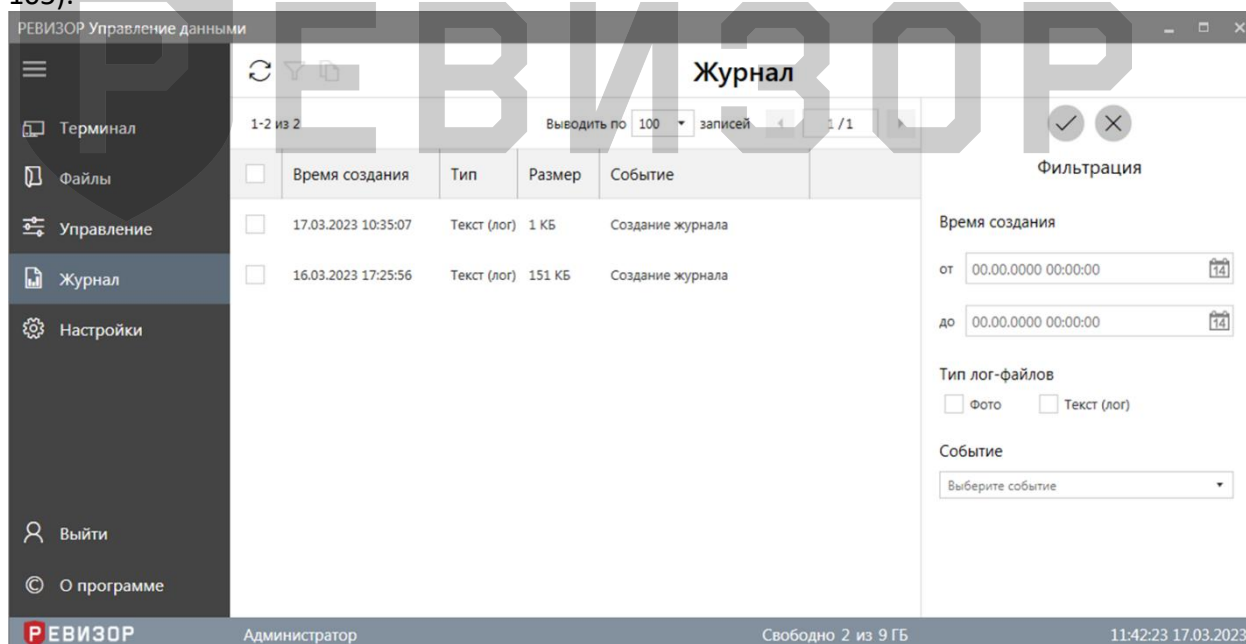 103).
РЕВИЗОР Управление данными
РЕВИЗОР
Журнал
Терминал
Файлы
Управление
Журнал
Настройки
Выйти
О программе
1-2 из 2 Выводить по 100 записей 1 /1
Время создания Тип Размер Событие
17.03.2023 10:35:07 Текст (лог) 1 КБ Создание журнала
16.03.2023 17:25:56 Текст (лог) 151 КБ Создание журнала
Фильтрация
Время создания
от 00.00.0000 00:00:00 14
до 00.00.0000 00:00:00 14
Тип лог-файлов
Фото Текст (лог)
Событие
Выберите событие
РЕВИЗОР Администратор Свободно 2 из 9 ГБ 11:42:23 17.03.2023